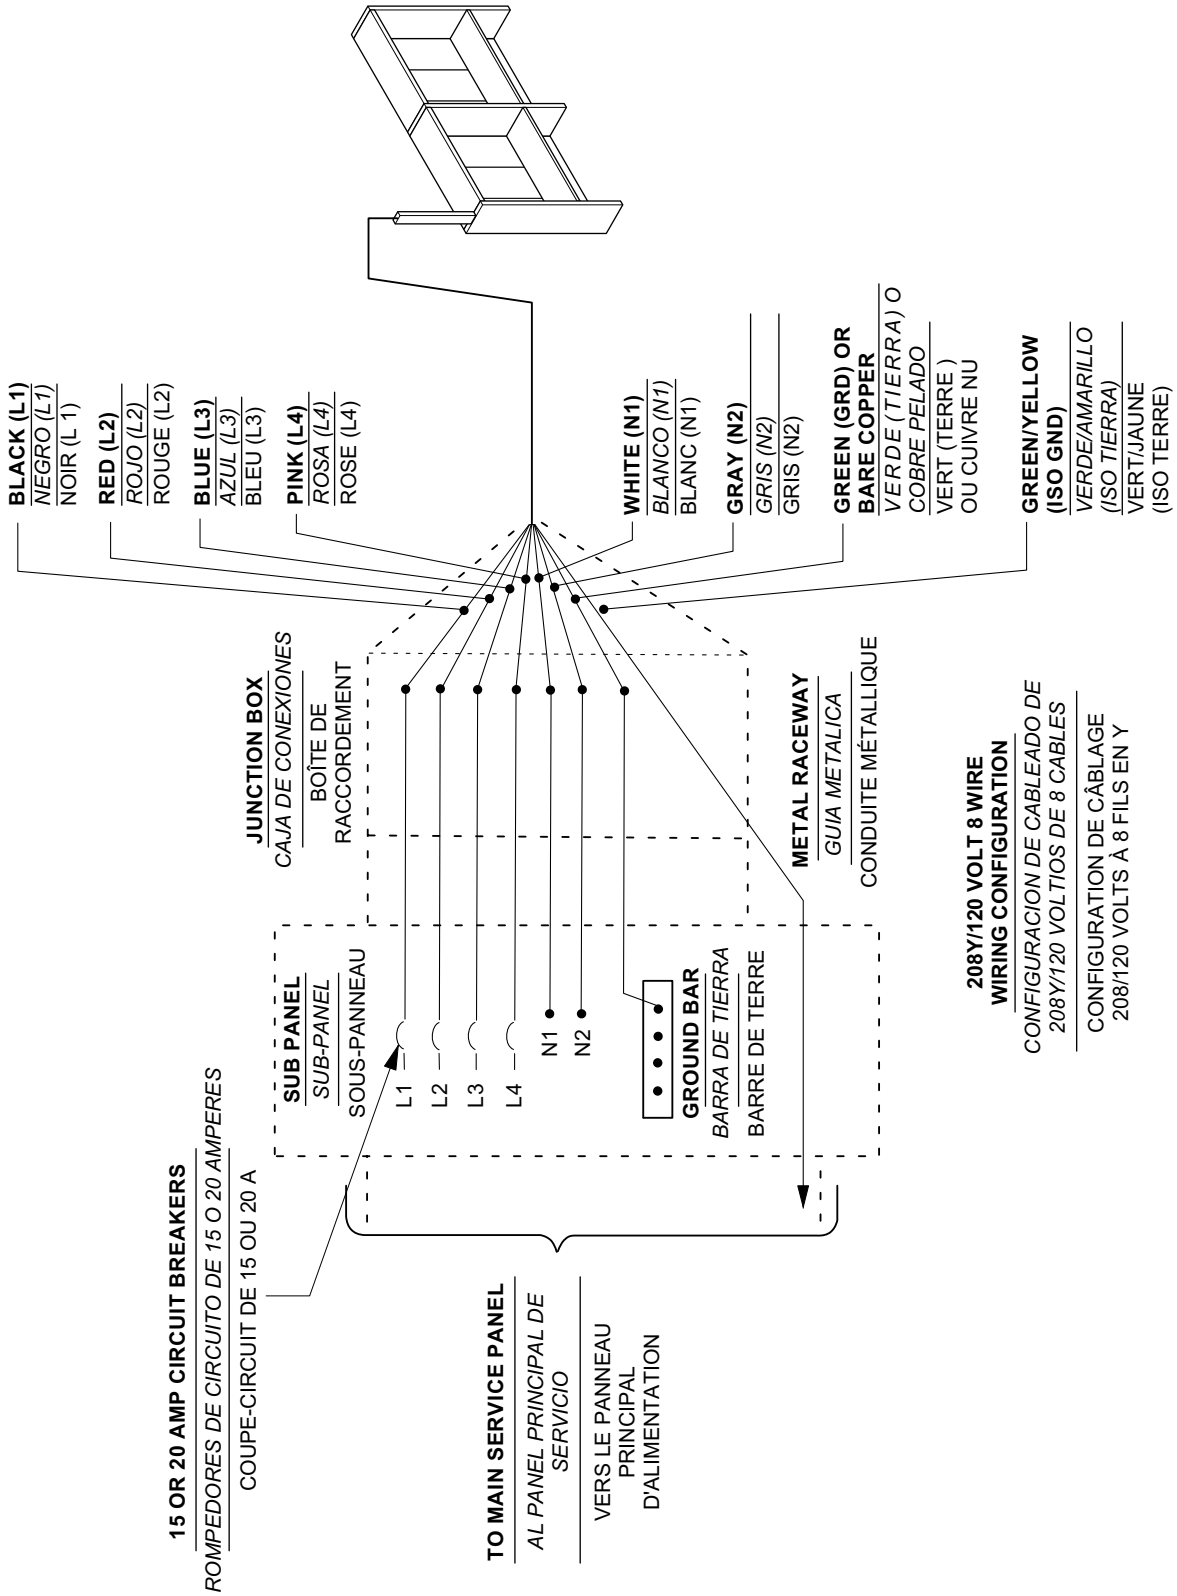 15 OR 20 AMP CIRCUIT BREAKERS
ROMPEDORES DE CIRCUITO DE 15 O 20 AMPERES
COUPE-CIRCUIT DE 15 OU 20 A
TO MAIN SERVICE PANEL
AL PANEL PRINCIPAL DE
SERVICIO
VERS LE PANNEAU
PRINCIPAL
D'ALIMENTATION
SUB PANEL
SUB-PANEL
SOUS-PANNEAU
L1
L2
L3
L4
N1
N2
GROUND BAR
BARRA DE TIERRA
BARRE DE TERRE
JUNCTION BOX
CAJA DE CONEXIONES
BOÎTE DE
RACCORDEMENT
METAL RACEWAY
GUIA METALICA
CONDUITE MÉTALLIQUE
BLACK (L1)
NEGRO (L1)
NOIR (L 1)
RED (L2)
ROJO (L2)
ROUGE (L2)
BLUE (L3)
AZUL (L3)
BLEU (L3)
PINK (L4)
ROSA (L4)
ROSE (L4)
WHITE (N1)
BLANCO (N1)
BLANC (N1)
GRAY (N2)
GRIS (N2)
GRIS (N2)
GREEN (GRD) OR
BARE COPPER
VERDE (TIERRA) O
COBRE PELADO
VERT (TERRE )
OU CUIVRE NU
GREEN/YELLOW
(ISO GND)
VERDE/AMARILLO
(ISO TIERRA)
VERT/JAUNE
(ISO TERRE)
208Y/120 VOLT 8 WIRE
WIRING CONFIGURATION
CONFIGURACION DE CABLEADO DE
208Y/120 VOLTIOS DE 8 CABLES
CONFIGURATION DE CÂBLAGE
208/120 VOLTS À 8 FILS EN Y